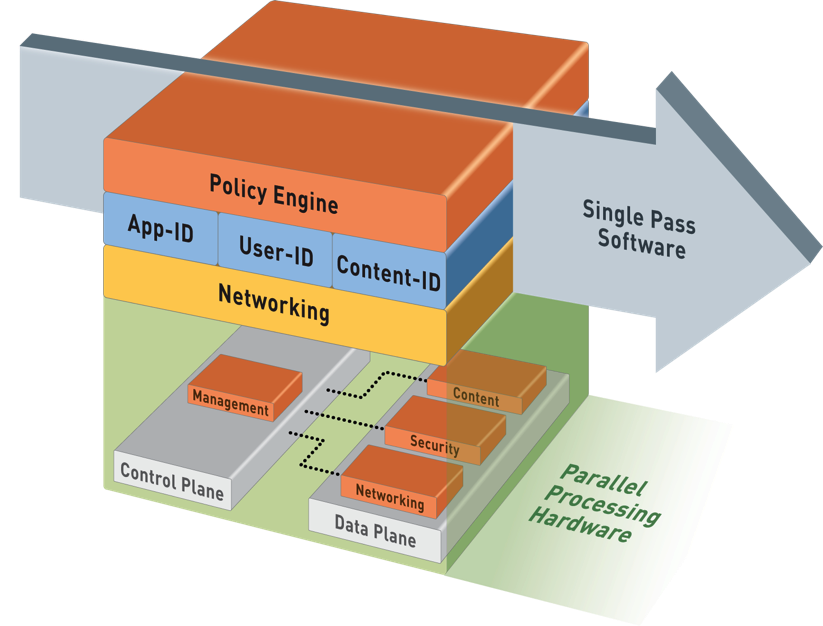 Policy Engine
App-ID
User-ID
Content-ID
Networking
Single Pass
Software
Management
Content
Security
Networking
Control Plane
Data Plane
Parallel
Processing
Hardware